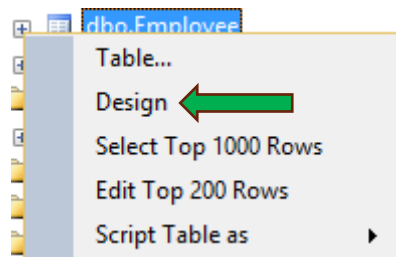 dbo.Employee
Table...
Design
Select Top 1000 Rows
Edit Top 200 Rows
Script Table as